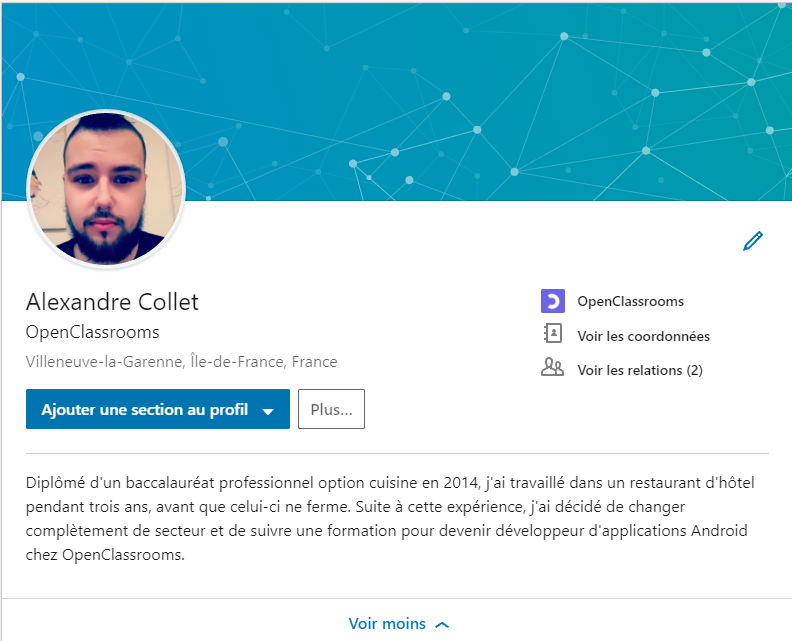 Alexandre Collet
OpenClassrooms
Villeneuve-la-Garenne, Île-de-France, France
Ajouter une section au profil
Plus...
OpenClassrooms
Voir les coordonnées
Voir les relations (2)
Diplômé d'un baccalauréat professionnel option cuisine en 2014, j'ai travaillé dans un restaurant d'hôtel
pendant trois ans, avant que celui-ci ne ferme. Suite à cette expérience, j'ai décidé de changer
complètement de secteur et de suivre une formation pour devenir développeur d'applications Android
chez OpenClassrooms.
Voir moins